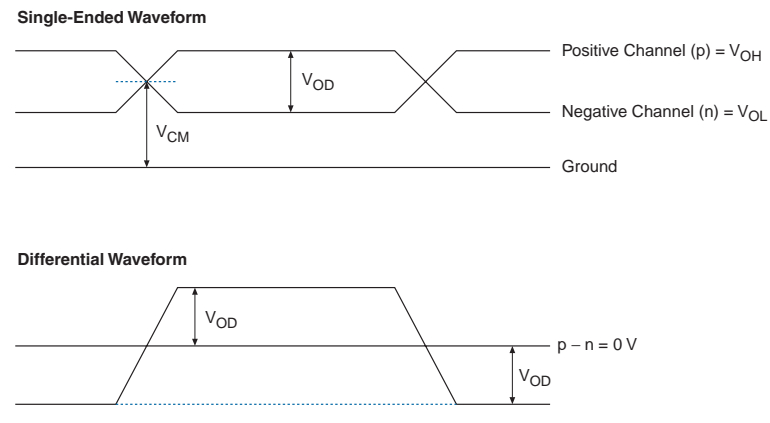 Single-Ended Waveform
Positive Channel (p) = VOH
VOD
Negative Channel (n) = VOL
VCM
Ground
Differential Waveform
VOD
p − n = 0 V
VOD